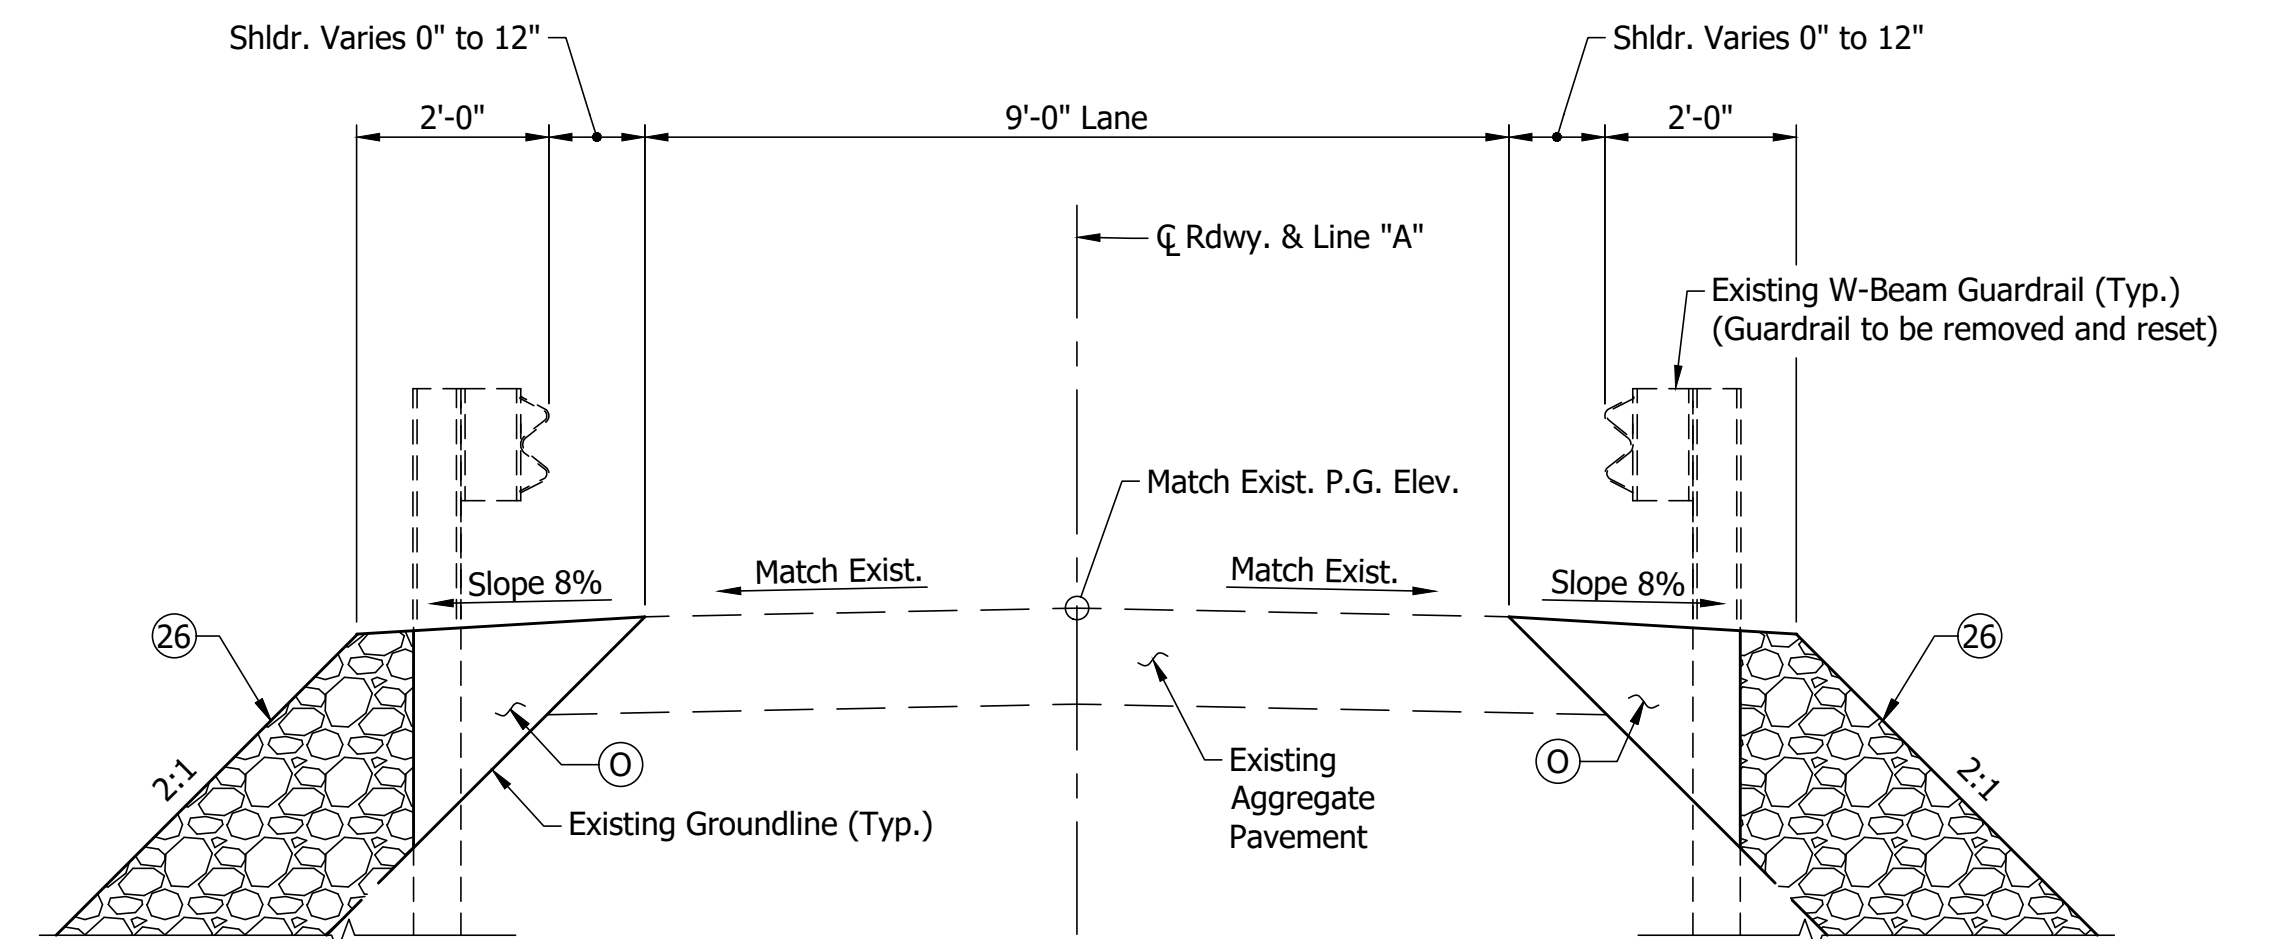 Shldr. Varies 0" to 12"
Shldr. Varies 0" to 12"
2'-0"
9'-0" Lane
2'-0"
℄ Rdwy. & Line "A"
Existing W-Beam Guardrail (Typ.)
(Guardrail to be removed and reset)
Match Exist. P.G. Elev.
Slope 8%
Match Exist.
Match Exist.
Slope 8%
26
26
2:1
O
Existing Groundline (Typ.)
Existing
Aggregate
Pavement
O
2:1